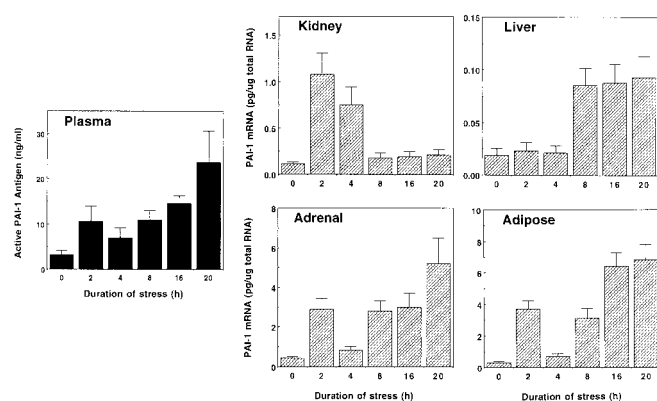 Plasma
Active PAI-1 Antigen (ng/ml)
30
20
10
0
0 2 4 8 16 20
Duration of stress (h)
Kidney
PAI-1 mRNA (pg/ug total RNA)
1.5
1.0
0.5
0.0
0 2 4 8 16 20
Liver
0.15
0.10
0.05
0.00
0 2 4 8 16 20
Adrenal
PAI-1 mRNA (pg/ug total RNA)
8
6
4
2
0
0 2 4 8 16 20
Duration of stress (h)
Adipose
10
8
6
4
2
0
0 2 4 8 16 20
Duration of stress (h)